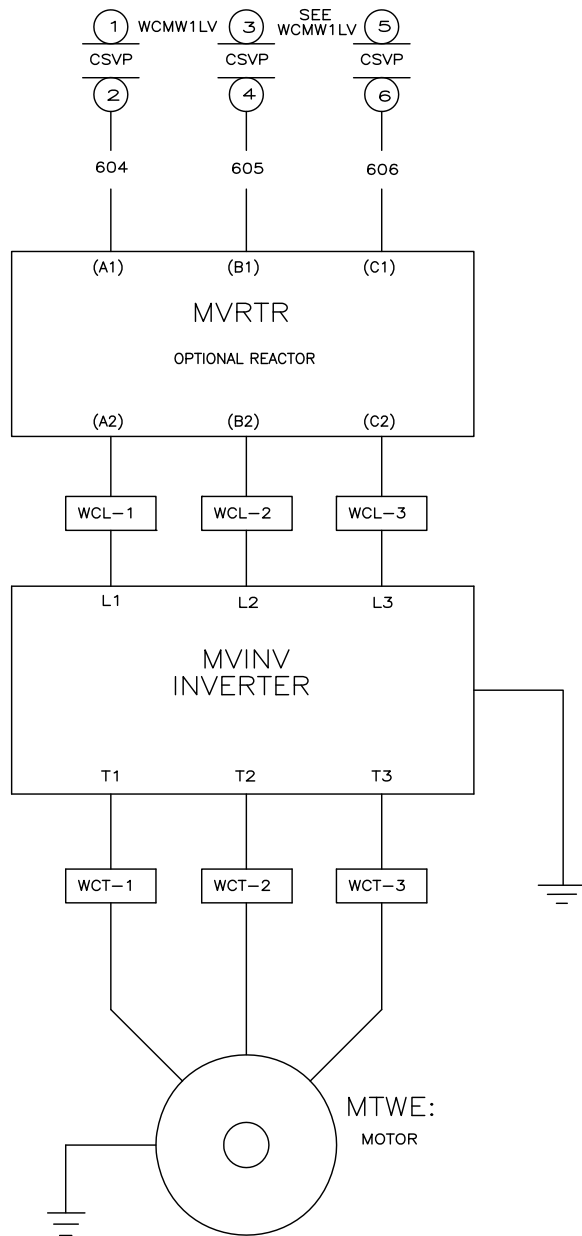 SEE
1 WCMW1LV 3 WCMW1LV 5
CSVP CSVP CSVP
2 4 6
604 605 606
(A1) (B1) (C1)
MVRTR
OPTIONAL REACTOR
(A2) (B2) (C2)
WCL-1 WCL-2 WCL-3
L1 L2 L3
MVINV
INVERTER
T1 T2 T3
WCT-1 WCT-2 WCT-3
MTWE:
MOTOR